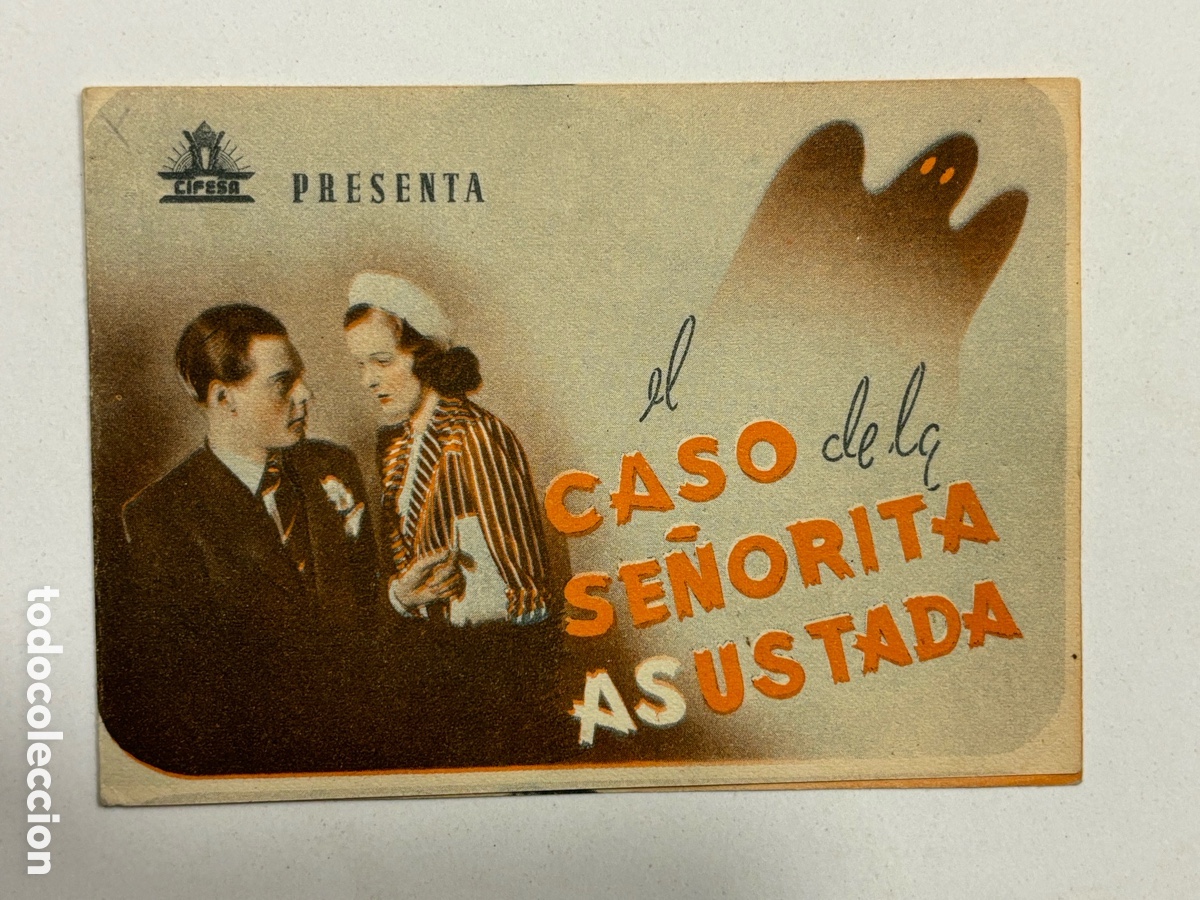 CIFESA
PRESENTA
el
CASO de la
SEÑORITA
ASUSTADA
todocoleccion